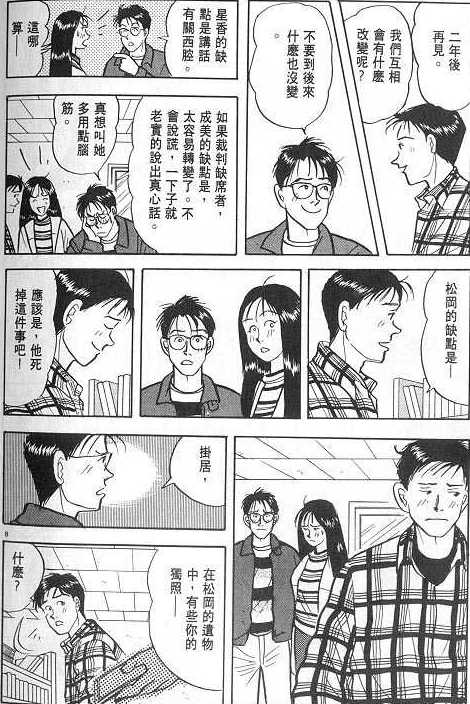 二年後
再見。
我們互相
會有什麼
改變呢？
不要到後來
什麼也沒變
星香的缺
點是講話
有關西腔
這哪
算—
如果裁判缺席者，
成美的缺點是，
太容易轉變了。不
會說謊，一下子就
老實的說出真心話。
真想叫她
多用點腦
筋。
松岡的缺點是—
應該是，他死
掉這件事吧！
掛居，
在松岡的遺物
中，有些你的
獨照—
什麼？
8